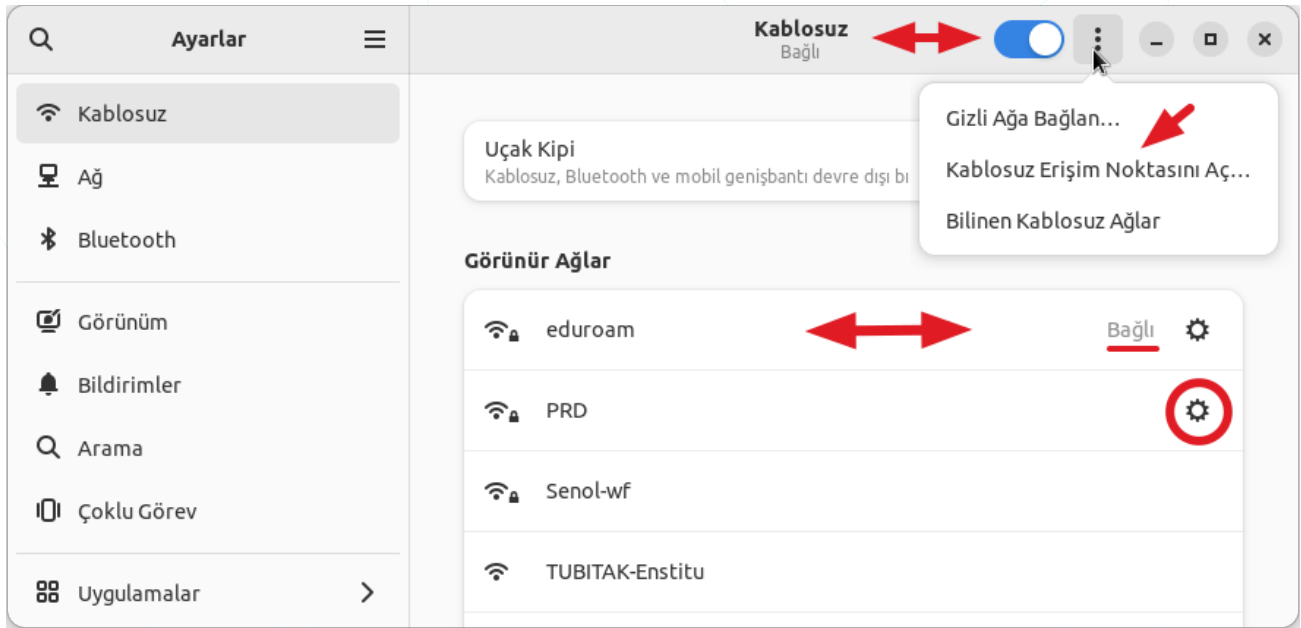 Ayarlar
Kablosuz
Ağ
Bluetooth
Görünüm
Bildirimler
Arama
Çoklu Görev
Uygulamalar
Kablosuz
Bağlı
Gizli Ağa Bağlan...
Kablosuz Erişim Noktasını Aç...
Bilinen Kablosuz Ağlar
Uçak Kipi
Kablosuz, Bluetooth ve mobil genişbantı devre dışı bı
Görünür Ağlar
eduroam Bağlı
PRD
Senol-wf
TUBITAK-Enstitu